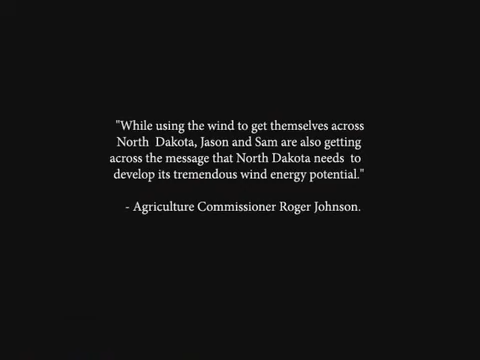 "While using the wind to get themselves across
North Dakota, Jason and Sam are also getting
across the message that North Dakota needs to
develop its tremendous wind energy potential."
- Agriculture Commissioner Roger Johnson.